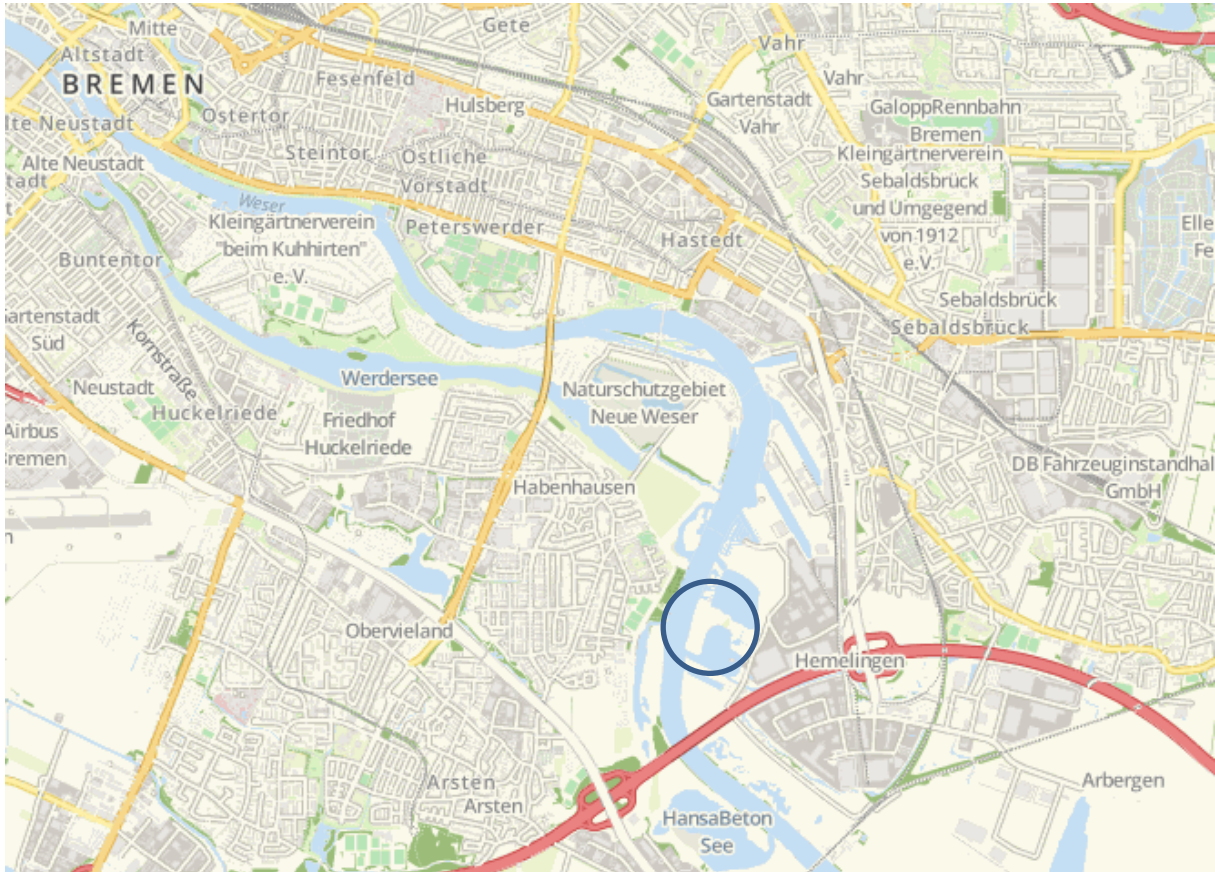 Mitte
Gete
Altstadt
Vahr
BREMEN
Fesenfeld
Vahr
Hulsberg
Gartenstadt
Vahr
GaloppRennbahn
Bremen
Ostertor
lte Neustadt
Steintor
Östliche
Vorstadt
Kleingärtnerverein
Sebaldsbrück
und Umgegend
von 1912
e.V.
Alte Neustadt
tadt
t
Weser
Kleingärtnerverein
"beim Kuhhirten"
e.V.
Peterswerder
Hastedt
Elle
Fe
Buntentor
Sebaldsbrück
Sebaldsbrück
Gartenstadt
Süd
Kornstraße
Neustadt
Werdersee
Naturschutzgebiet
Neue Weser
Huckelriede
Friedhof
Huckelriede
Airbus
Bremen
DB Fahrzeuginstandhal
GmbH
Habenhausen
n
Obervieland
Hemelingen
Arsten
Arsten
Arbergen
HansaBeton
See